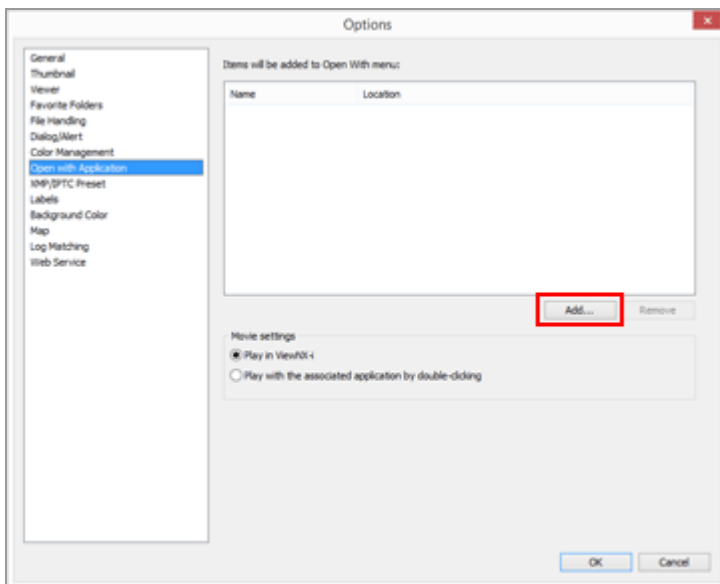 Options
General
Thumbnail
Viewer
Favorite Folders
File Handling
Dialog/Alert
Color Management
Open with Application
XMP/IPTC Preset
Labels
Background Color
Map
Log Matching
Web Service
Items will be added to Open With menu:
Name Location
Add... Remove
Movie settings
Play in ViewNX-i
Play with the associated application by double-clicking
OK Cancel